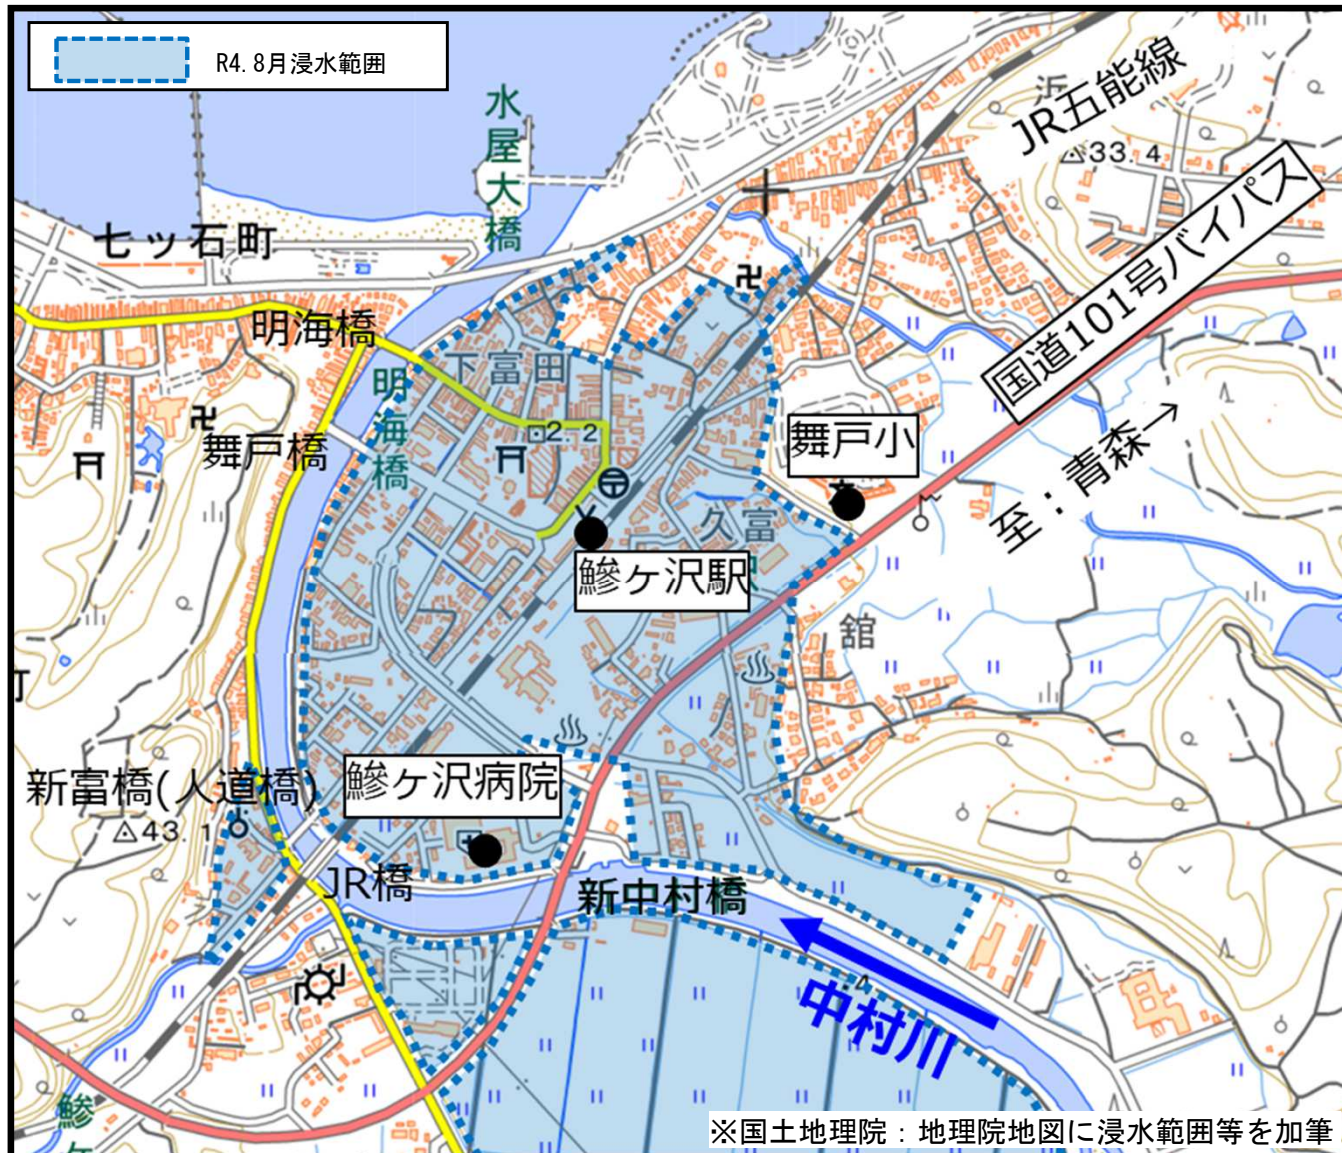 R4.8月浸水範囲
水屋大橋
浜
JR五能線
33.4
国道101号バイパス
七ッ石町
明海橋
下富田
明海橋
2.2
舞戸橋
舞戸小
久富
至：青森→
鰺ヶ沢駅
舘
町
新富橋(人道橋)
鰺ヶ沢病院
43.1
JR橋
新中村橋
中村川
鯵ヶ
※国土地理院：地理院地図に浸水範囲等を加筆